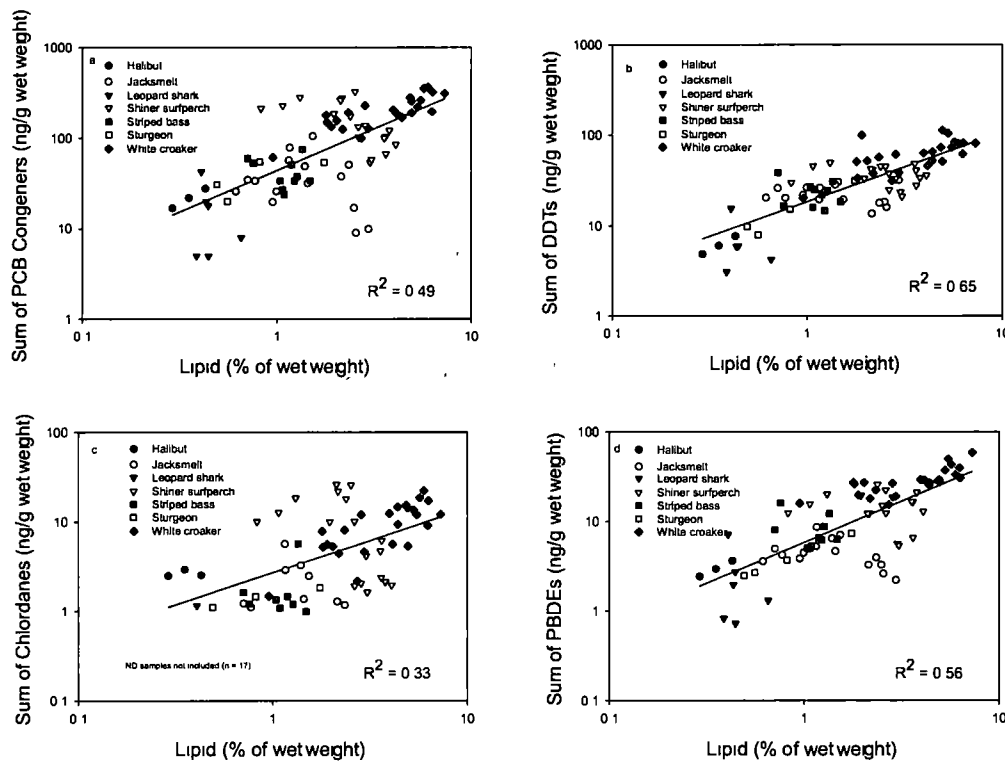 Sum of PCB Congeners (ng/g wet weight)
1000
100
10
1
a
Halibut
Jacksmelt
Leopard shark
Shiner surfperch
Striped bass
Sturgeon
White croaker
R2 = 0 49
0 1
1
10
Lipid (% of wet weight)
Sum of DDTs (ng/g wet weight)
1000
100
10
1
b
Halibut
Jacksmelt
Leopard shark
Shiner surfperch
Striped bass
Sturgeon
White croaker
R2 = 0 65
0 1
1
10
Lipid (% of wet weight)
Sum of Chlordanes (ng/g wet weight)
100
10
1
0 1
c
Halibut
Jacksmelt
Leopard shark
Shiner surfperch
Striped bass
Sturgeon
White croaker
ND samples not included (n = 17)
R2 = 0 33
0 1
1
10
Lipid (% of wet weight)
Sum of PBDEs (ng/g wet weight)
100
10
1
0 1
d
Halibut
Jacksmelt
Leopard shark
Shiner surfperch
Striped bass
Sturgeon
White croaker
R2 = 0 56
0 1
1
10
Lipid (% of wet weight)